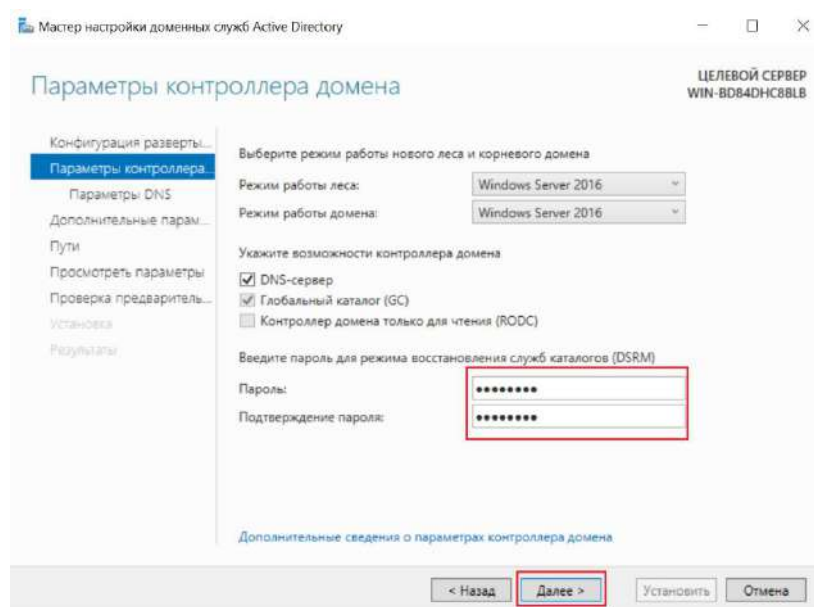 Мастер настройки доменных служб Active Directory
Параметры контроллера домена
ЦЕЛЕВОЙ СЕРВЕР
WIN-BD84DHC88LB
Конфигурация разверты...
Параметры контроллера...
Параметры DNS
Дополнительные парам...
Пути
Просмотреть параметры
Проверка предваритель...
Установка
Результаты
Выберите режим работы нового леса и корневого домена
Режим работы леса: Windows Server 2016
Режим работы домена: Windows Server 2016
Укажите возможности контроллера домена
DNS-сервер
Глобальный каталог (GC)
Контроллер домена только для чтения (RODC)
Введите пароль для режима восстановления служб каталогов (DSRM)
Пароль: ••••••••
Подтверждение пароля: ••••••••
Дополнительные сведения о параметрах контроллера домена
< Назад Далее > Установить Отмена